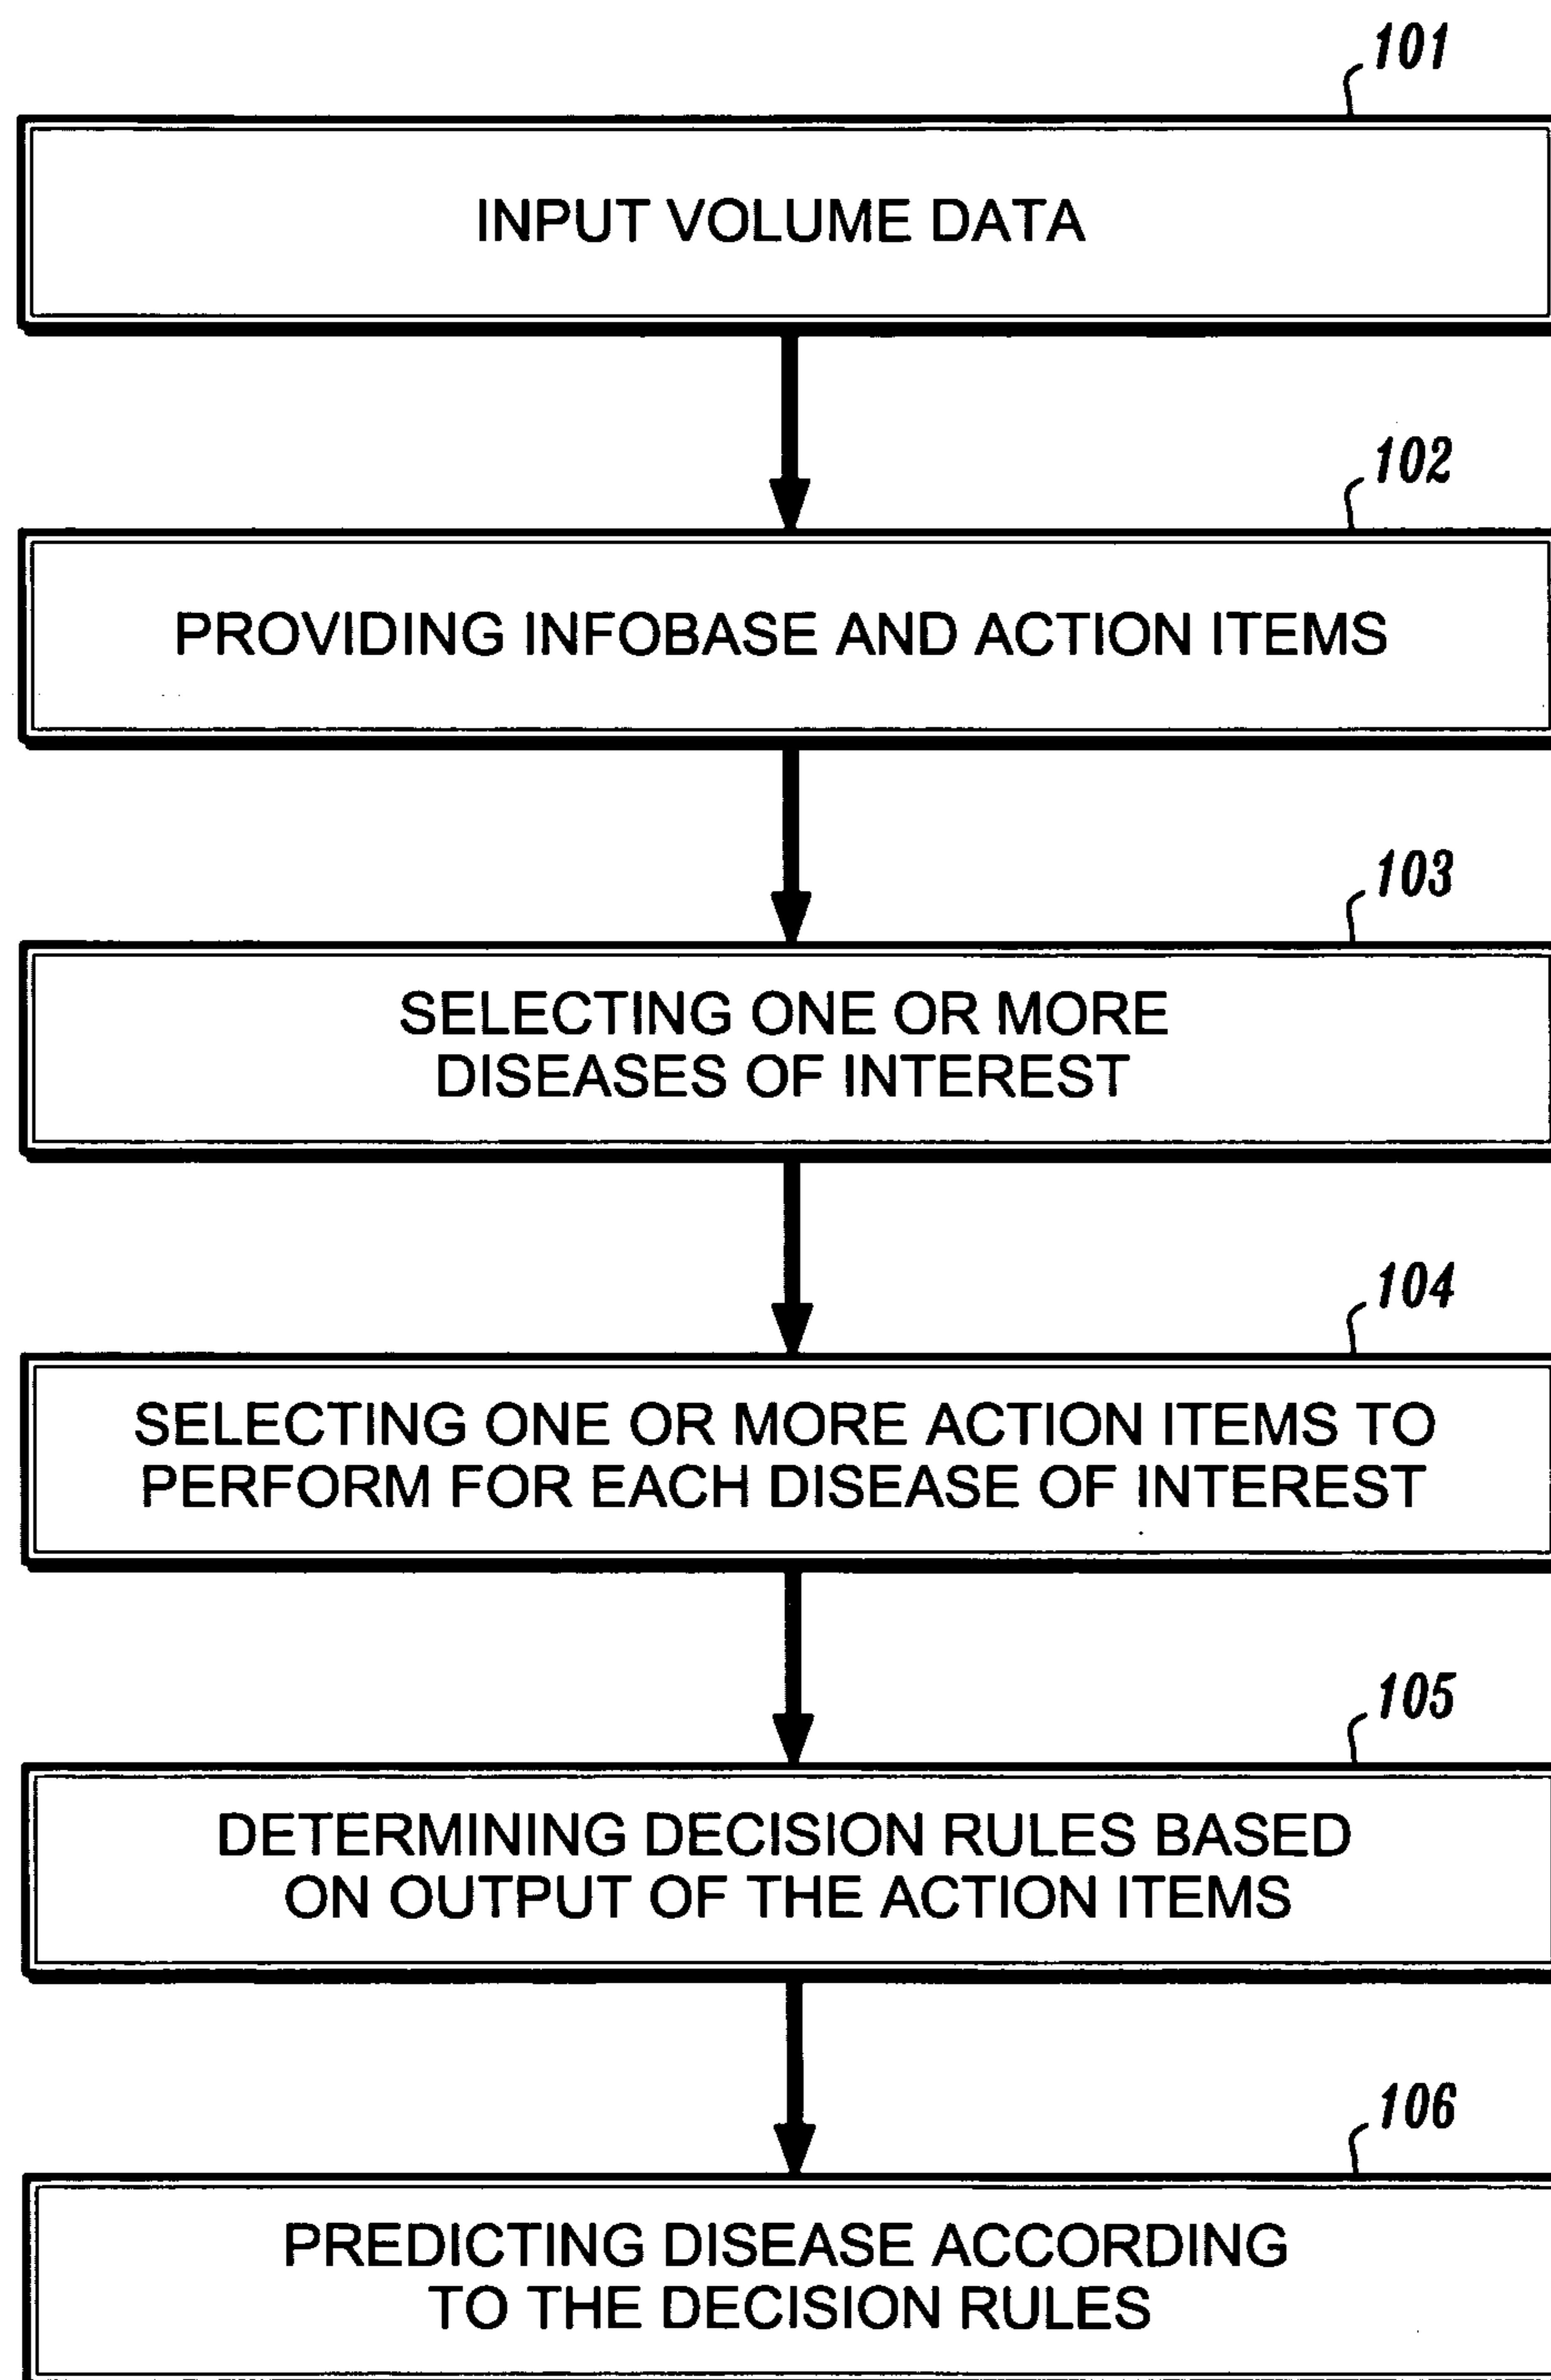 101
INPUT VOLUME DATA
102
PROVIDING INFOBASE AND ACTION ITEMS
103
SELECTING ONE OR MORE
DISEASES OF INTEREST
104
SELECTING ONE OR MORE ACTION ITEMS TO
PERFORM FOR EACH DISEASE OF INTEREST
105
DETERMINING DECISION RULES BASED
ON OUTPUT OF THE ACTION ITEMS
106
PREDICTING DISEASE ACCORDING
TO THE DECISION RULES